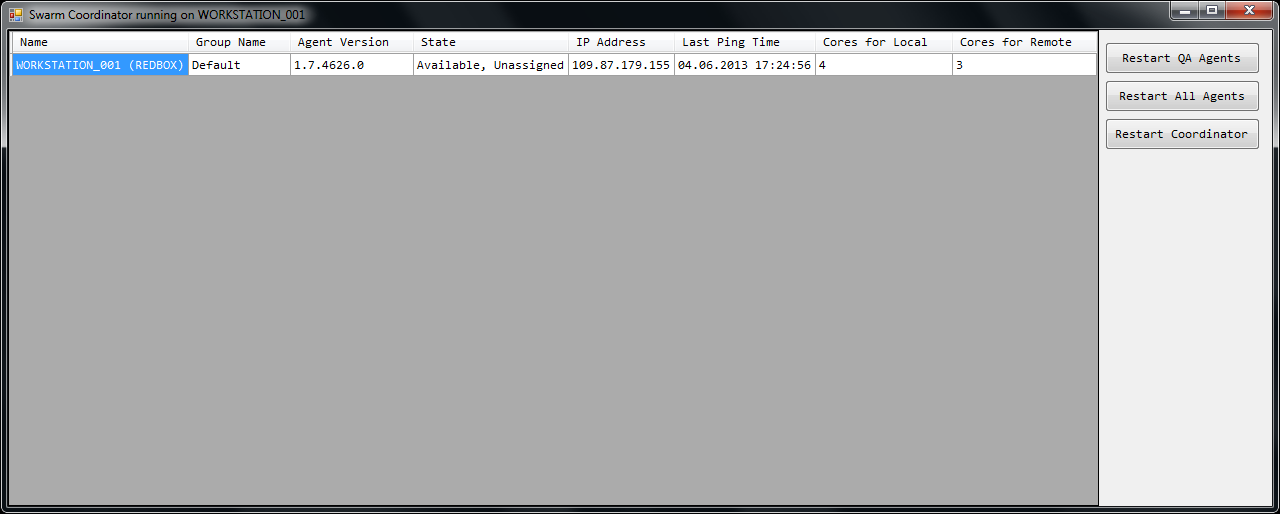 Swarm Coordinator running on WORKSTATION_001
Name Group Name Agent Version State IP Address Last Ping Time Cores for Local Cores for Remote
WORKSTATION_001 (REDBOX) Default 1.7.4626.0 Available, Unassigned 109.87.179.155 04.06.2013 17:24:56 4 3
Restart QA Agents
Restart All Agents
Restart Coordinator